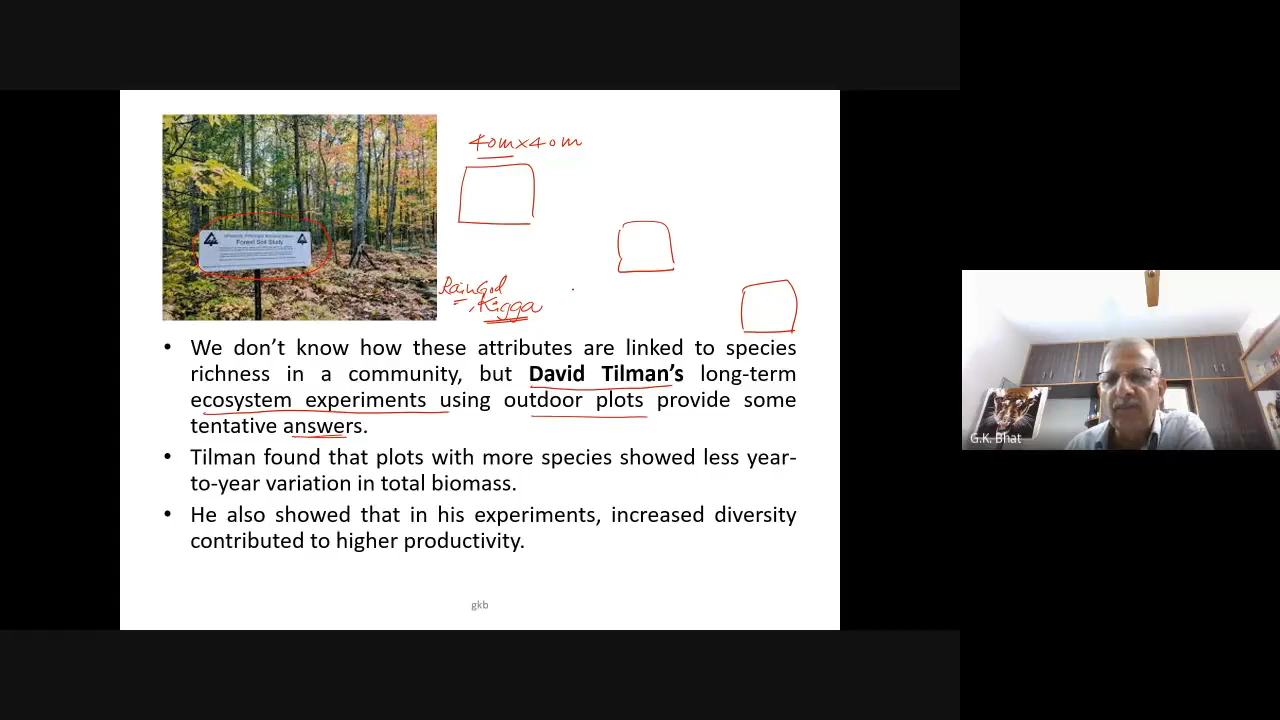 Forest Soil Study
40m×40m
Rain God
, Kigga
• We don’t know how these attributes are linked to species
richness in a community, but David Tilman’s long-term
ecosystem experiments using outdoor plots provide some
tentative answers.
• Tilman found that plots with more species showed less year-
to-year variation in total biomass.
• He also showed that in his experiments, increased diversity
contributed to higher productivity.
gkb
G.K. Bhat